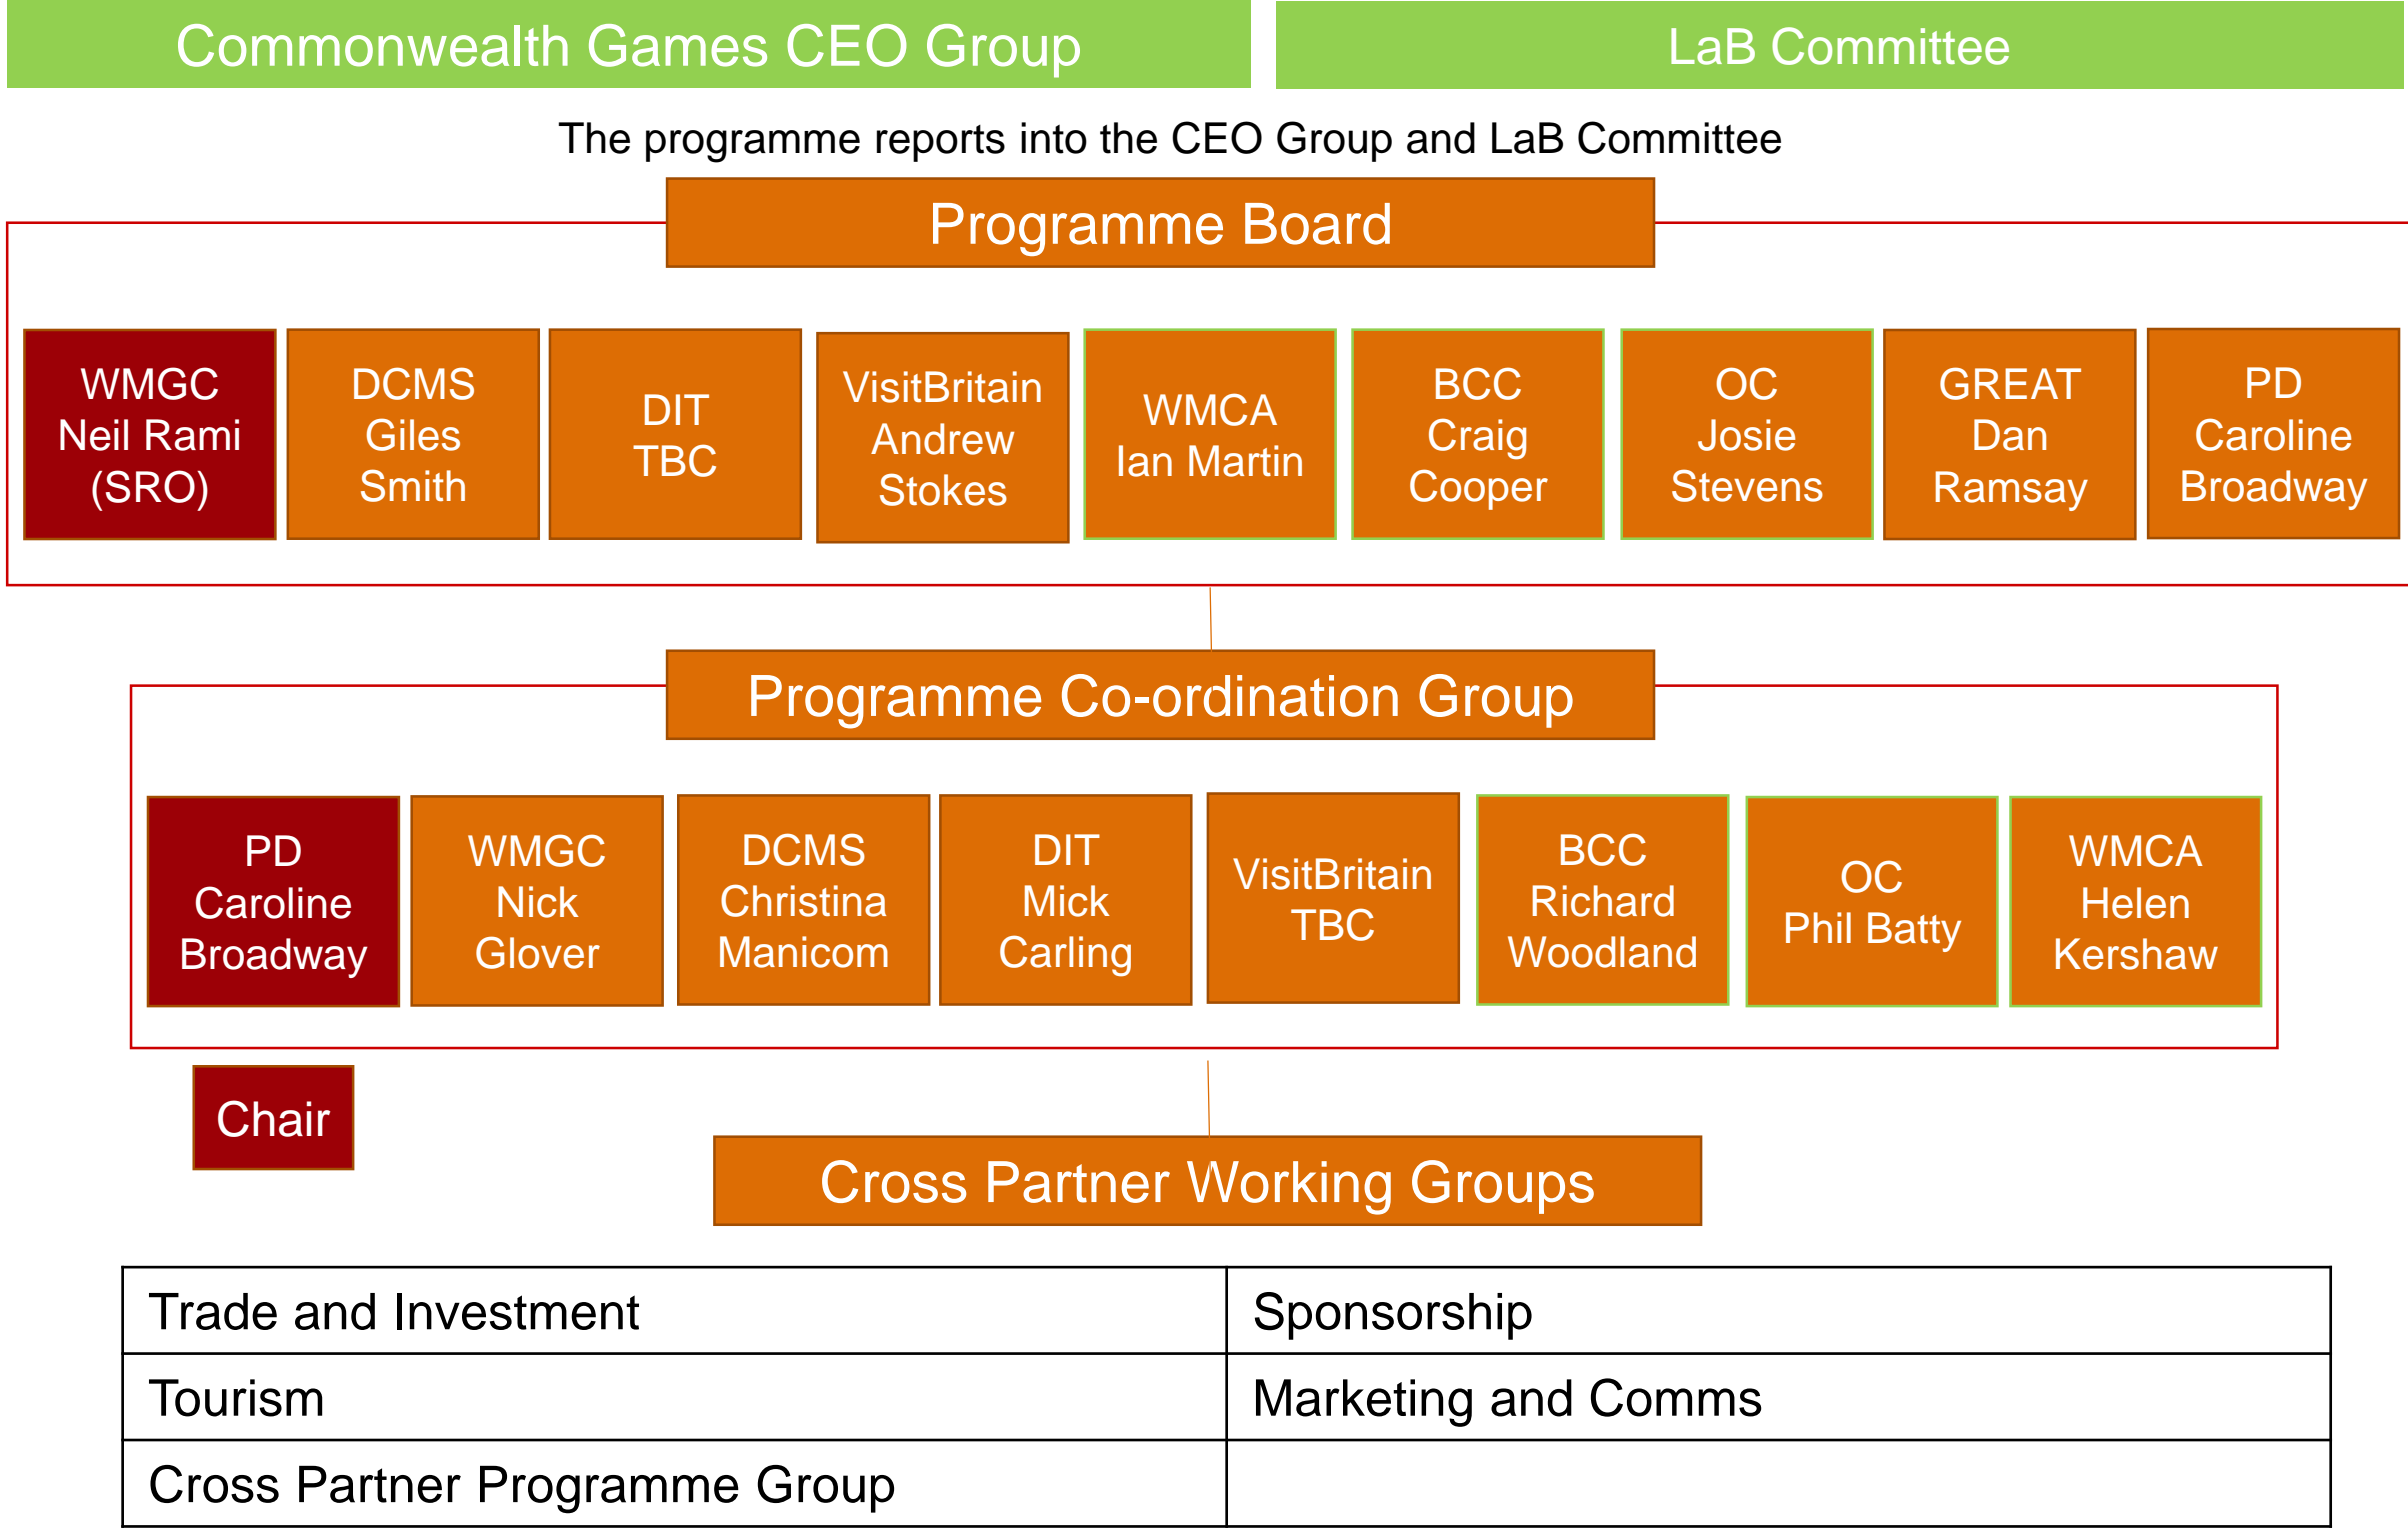 Commonwealth Games CEO Group
LaB Committee
The programme reports into the CEO Group and LaB Committee
Programme Board
WMGC
Neil Rami
(SRO)
DCMS
Giles
Smith
DIT
TBC
VisitBritain
Andrew
Stokes
WMCA
Ian Martin
BCC
Craig
Cooper
OC
Josie
Stevens
GREAT
Dan
Ramsay
PD
Caroline
Broadway
Programme Co-ordination Group
PD
Caroline
Broadway
WMGC
Nick
Glover
DCMS
Christina
Manicom
DIT
Mick
Carling
VisitBritain
TBC
BCC
Richard
Woodland
OC
Phil Batty
WMCA
Helen
Kershaw
Chair
Cross Partner Working Groups
Trade and Investment
Sponsorship
Tourism
Marketing and Comms
Cross Partner Programme Group